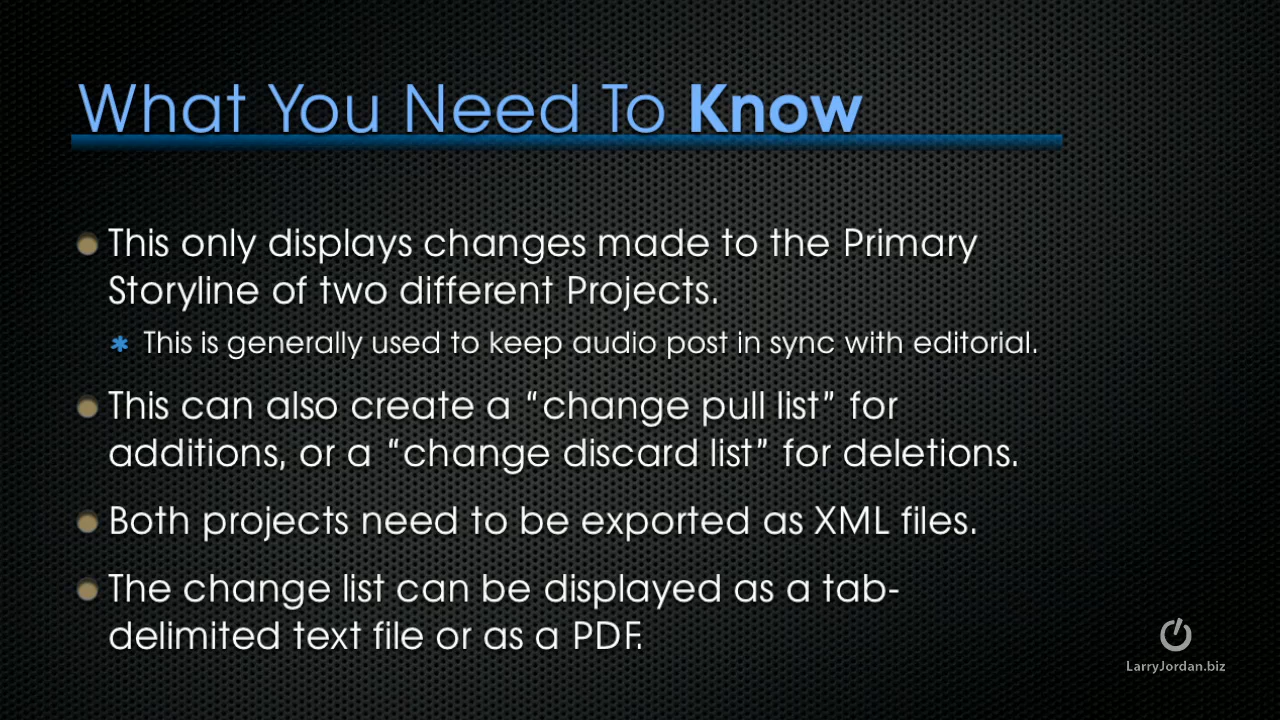 What You Need To Know
This only displays changes made to the Primary
Storyline of two different Projects.
This is generally used to keep audio post in sync with editorial.
This can also create a “change pull list” for
additions, or a “change discard list” for deletions.
Both projects need to be exported as XML files.
The change list can be displayed as a tab-
delimited text file or as a PDF.
LarryJordan.biz